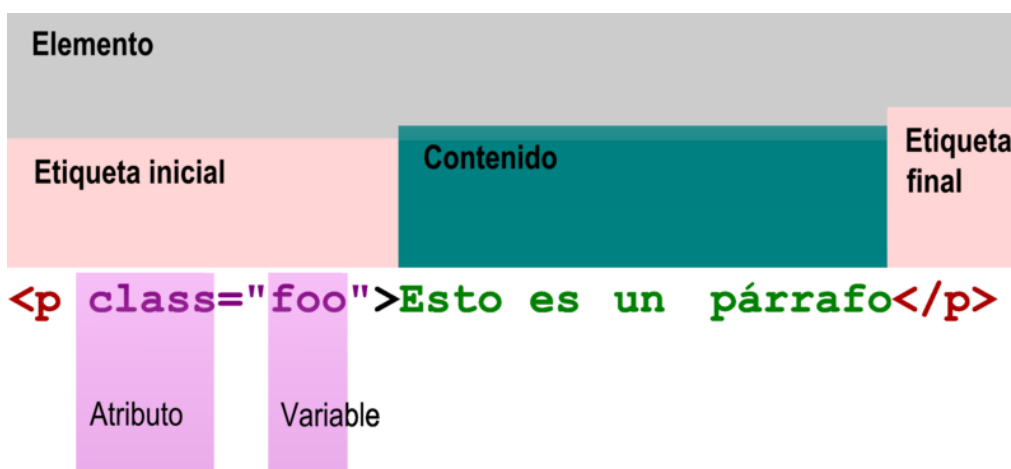 Elemento
Etiqueta inicial
Contenido
Etiqueta
final
<p class="foo">Esto es un párrafo</p>
Atributo
Variable